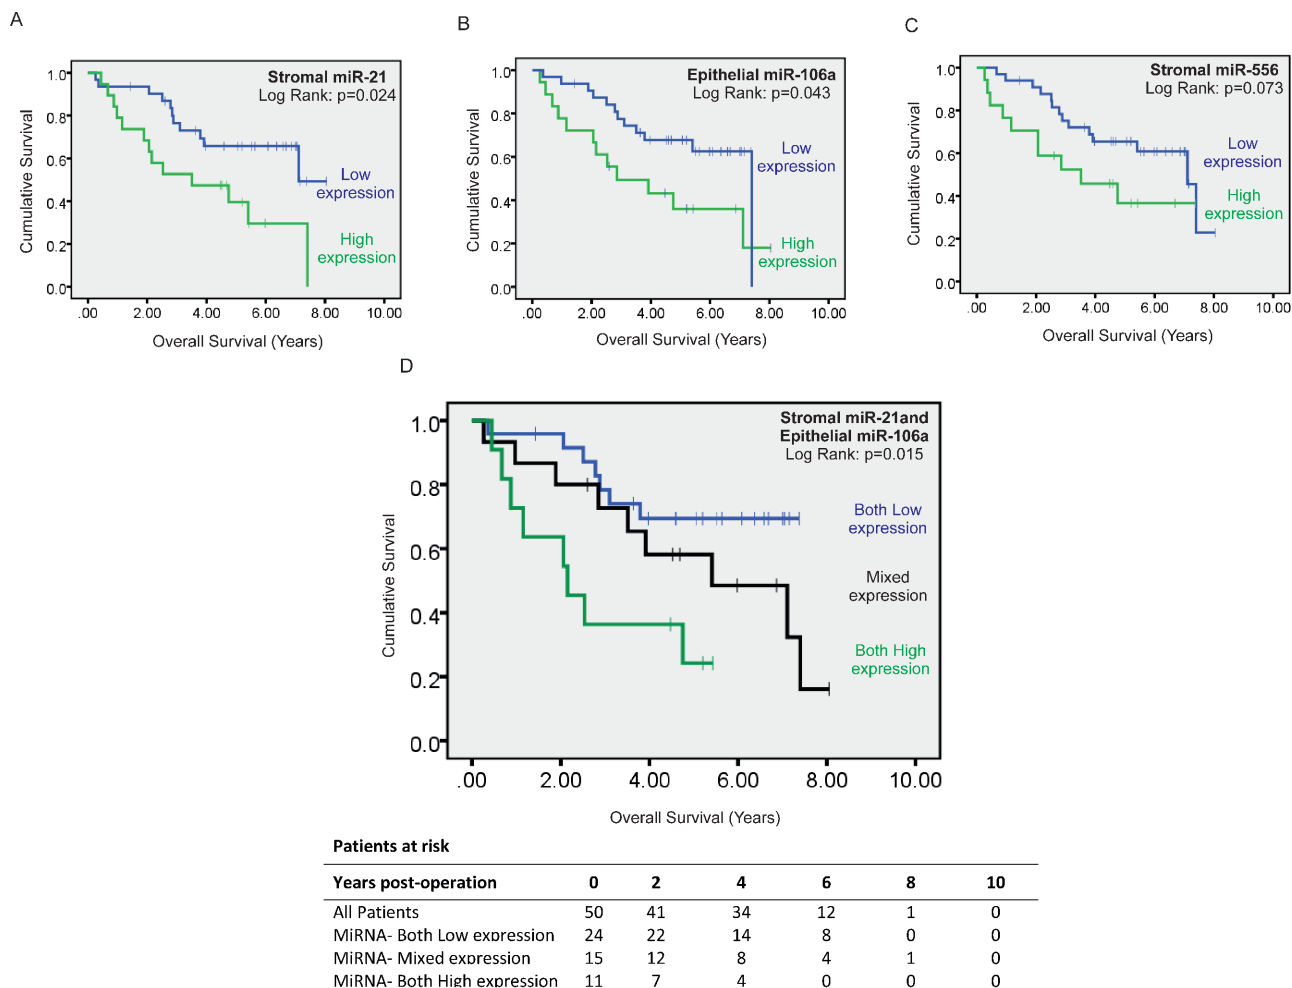 A
Stromal miR-21
Log Rank: p=0.024
1.0
0.8
0.6
0.4
0.2
0.0
Cumulative Survival
Low
expression
High
expression
.00 2.00 4.00 6.00 8.00 10.00
Overall Survival (Years)
B
Epithelial miR-106a
Log Rank: p=0.043
1.0
0.8
0.6
0.4
0.2
0.0
Cumulative Survival
Low
expression
High
expression
.00 2.00 4.00 6.00 8.00 10.00
Overall Survival (Years)
C
Stromal miR-556
Log Rank: p=0.073
1.0
0.8
0.6
0.4
0.2
0.0
Cumulative Survival
Low
expression
High
expression
.00 2.00 4.00 6.00 8.00 10.00
Overall Survival (Years)
D
Stromal miR-21and
Epithelial miR-106a
Log Rank: p=0.015
1.0
0.8
0.6
0.4
0.2
0.0
Cumulative Survival
Both Low
expression
Mixed
expression
Both High
expression
.00 2.00 4.00 6.00 8.00 10.00
Overall Survival (Years)
Patients at risk
Years post-operation 0 2 4 6 8 10
All Patients 50 41 34 12 1 0
MiRNA- Both Low expression 24 22 14 8 0 0
MiRNA- Mixed expression 15 12 8 4 1 0
MiRNA- Both High expression 11 7 4 0 0 0